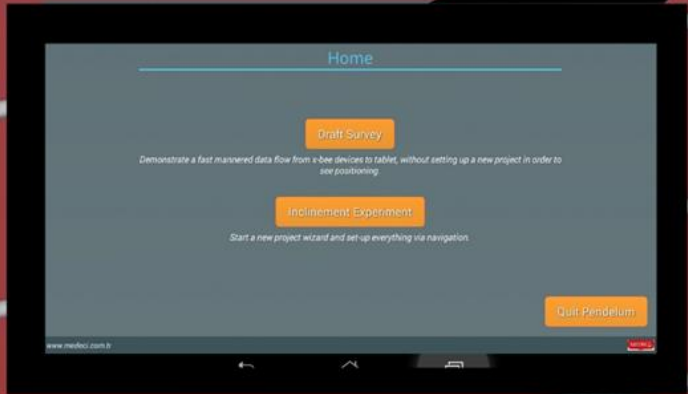 Home
Draft Survey
Demonstrate a fast mannered data flow from x-bee devices to tablet, without setting up a new project in order to
see positioning.
Inclinement Experiment
Start a new project wizard and set-up everything via navigation.
Quit Pendelum
www.medeci.com.tr